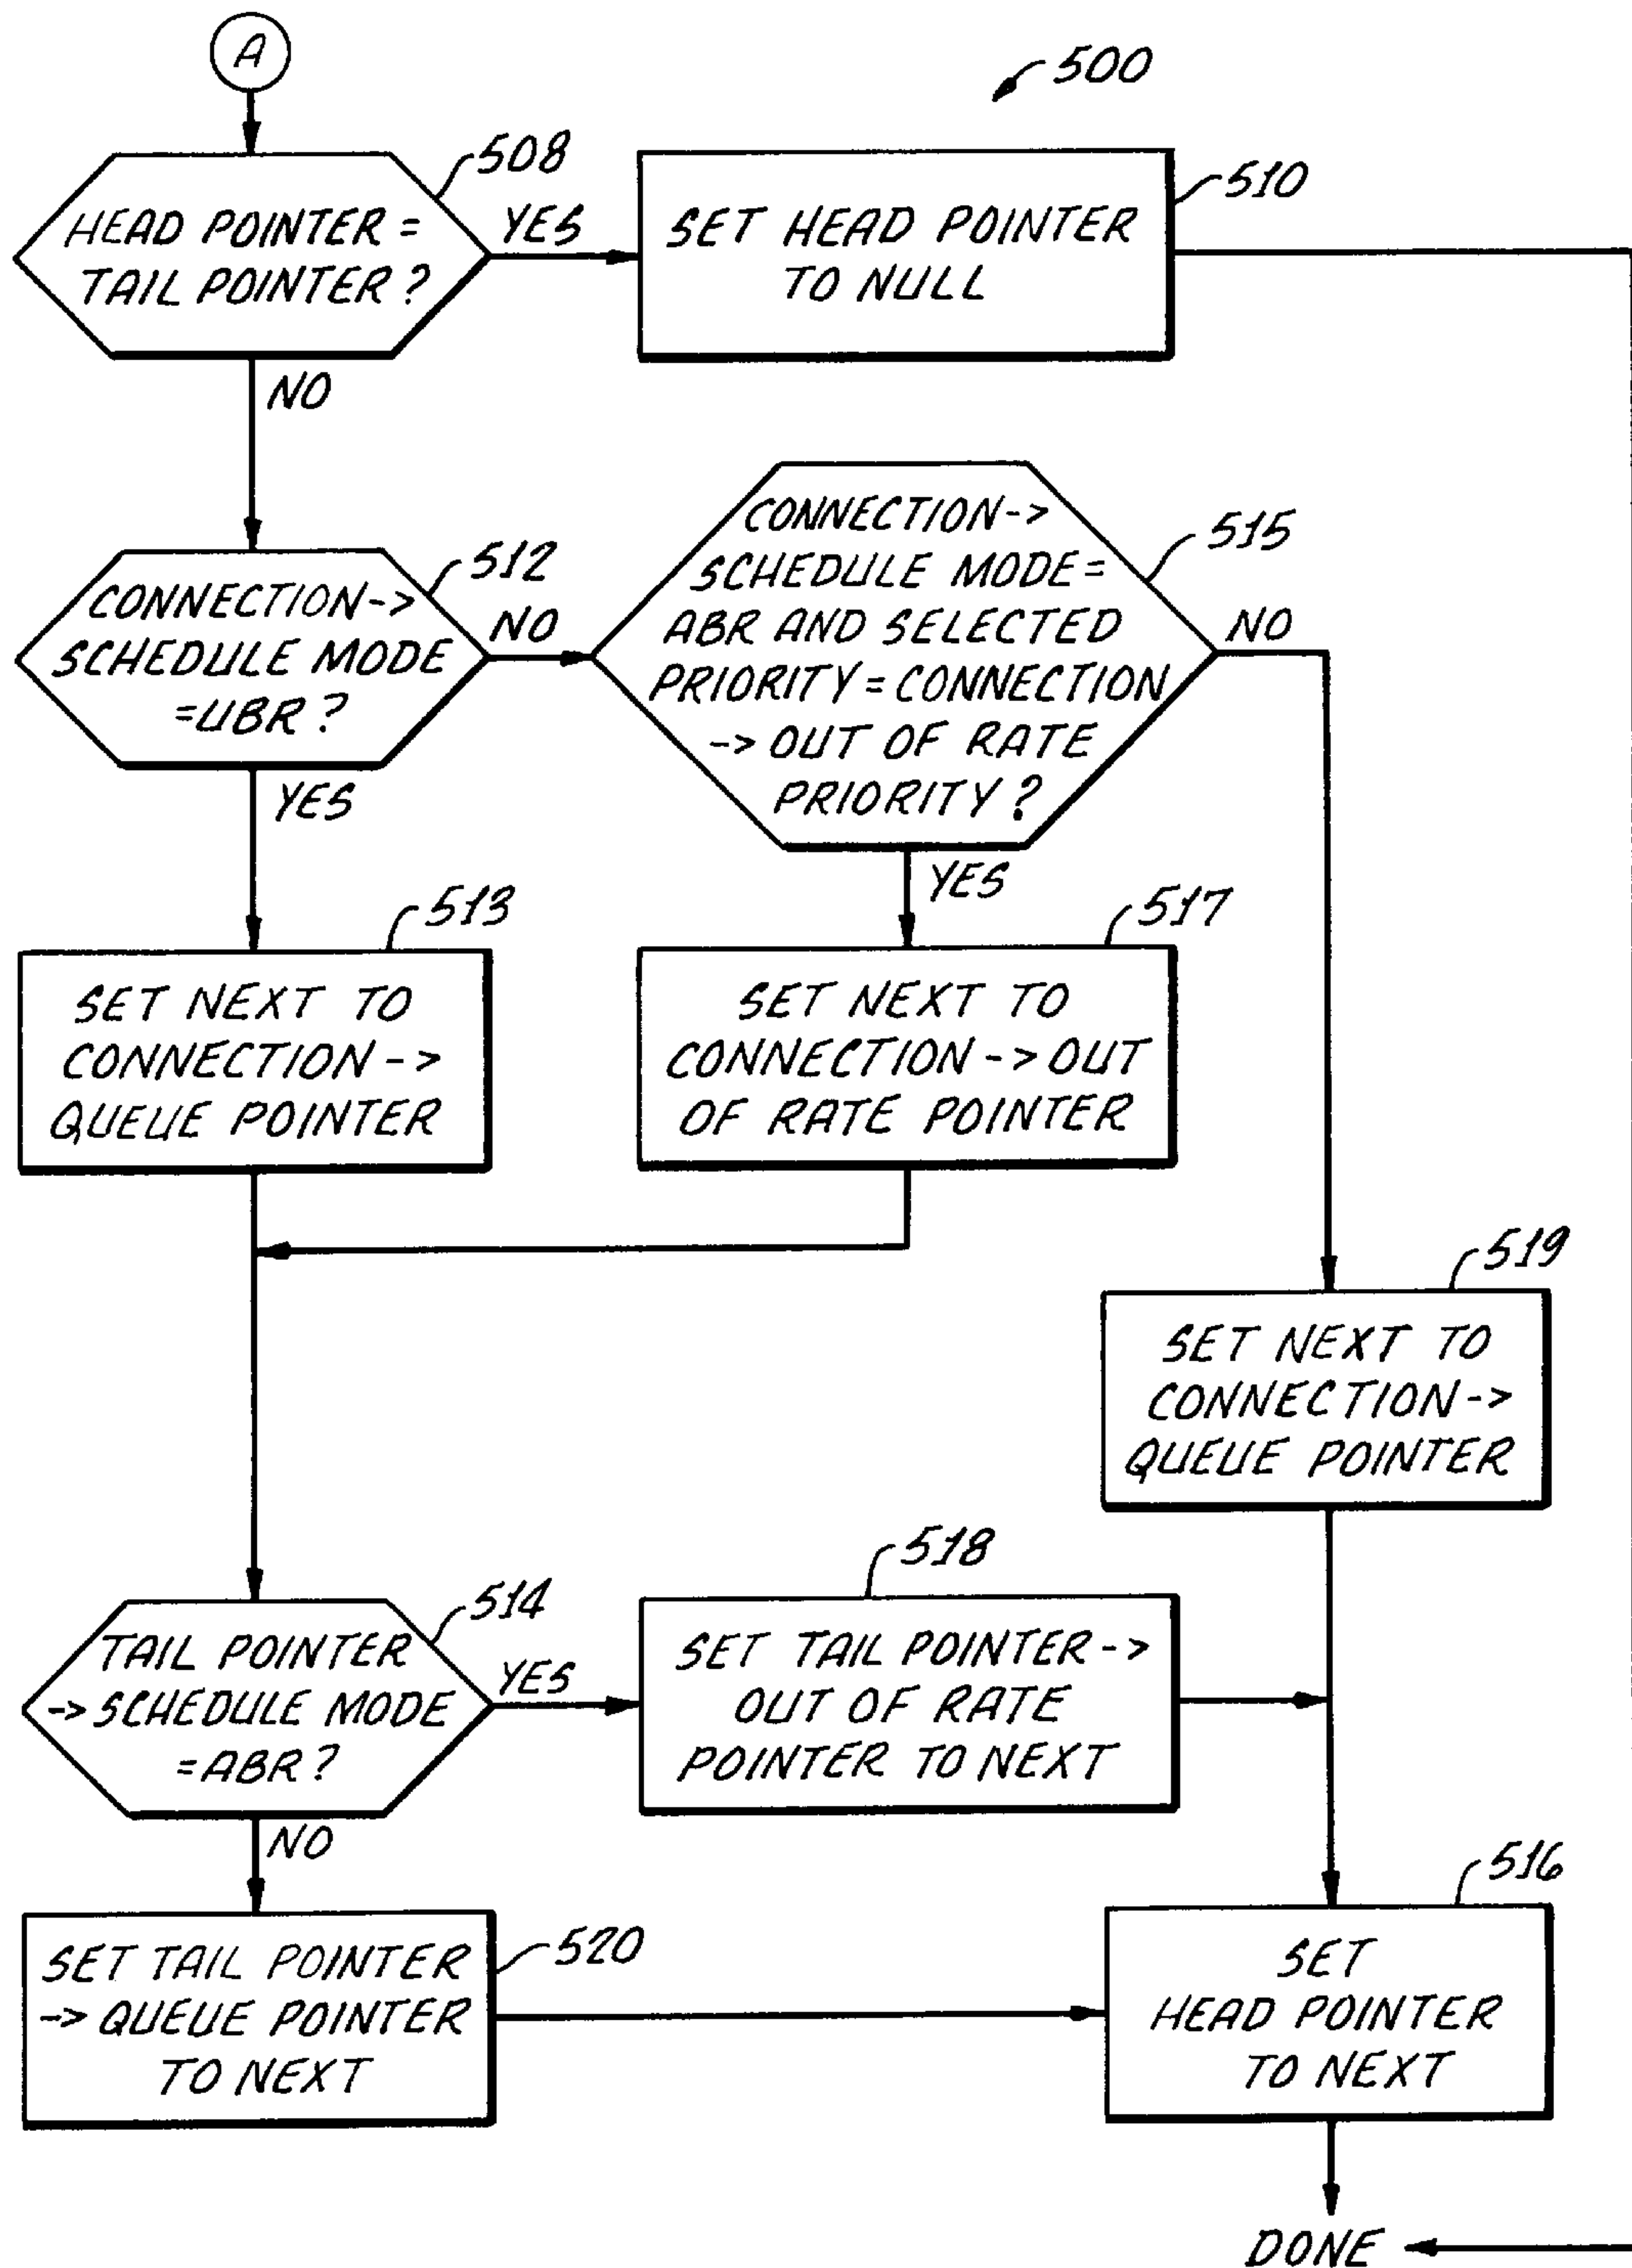 A
500
508
HEAD POINTER =
TAIL POINTER?
YES
510
SET HEAD POINTER
TO NULL
NO
512
CONNECTION->
SCHEDULE MODE
=UBR?
NO
515
CONNECTION->
SCHEDULE MODE=
ABR AND SELECTED
PRIORITY=CONNECTION
-> OUT OF RATE
PRIORITY?
NO
YES
YES
513
SET NEXT TO
CONNECTION->
QUEUE POINTER
517
SET NEXT TO
CONNECTION->OUT
OF RATE POINTER
519
SET NEXT TO
CONNECTION->
QUEUE POINTER
514
TAIL POINTER
->SCHEDULE MODE
=ABR?
YES
518
SET TAIL POINTER->
OUT OF RATE
POINTER TO NEXT
NO
520
SET TAIL POINTER
->QUEUE POINTER
TO NEXT
516
SET
HEAD POINTER
TO NEXT
DONE